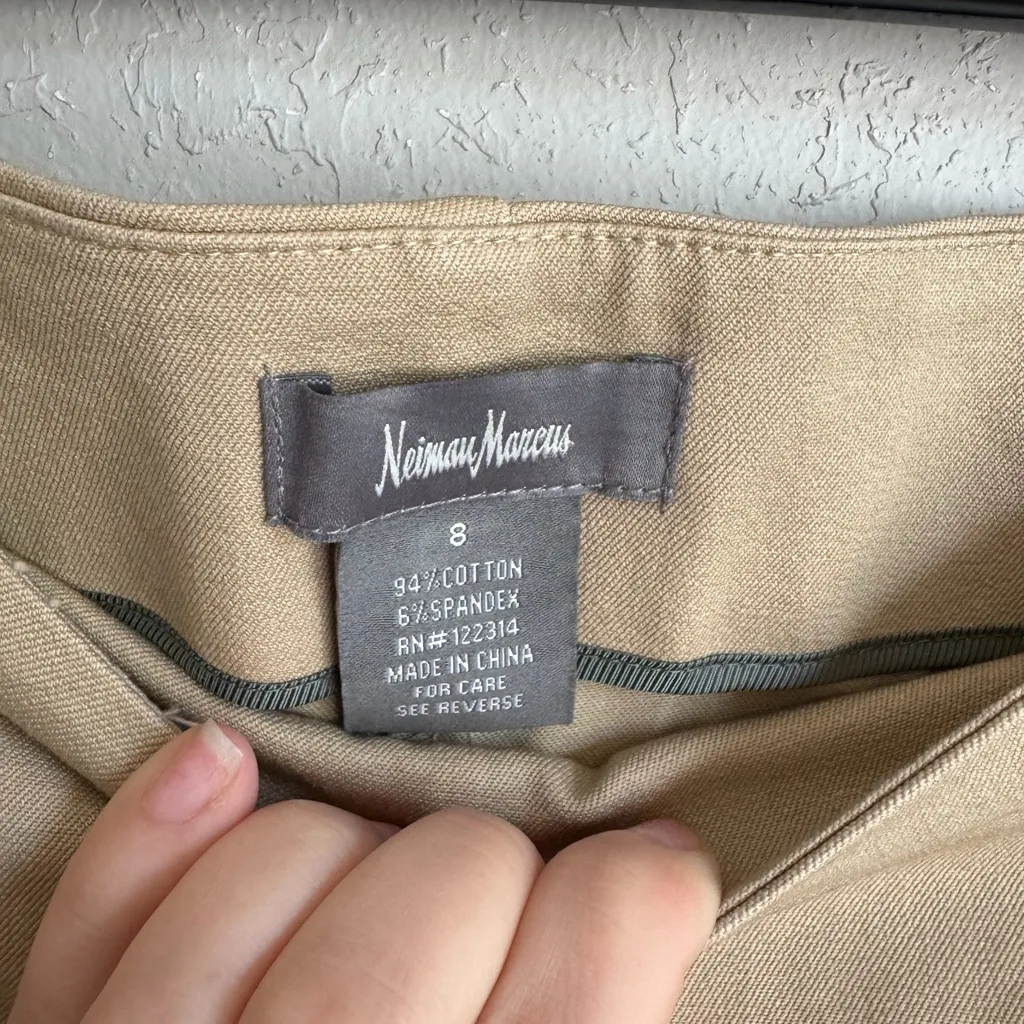 Neiman Marcus
8
94%COTTON
6%SPANDEX
RN#122314
MADE IN CHINA
FOR CARE
SEE REVERSE